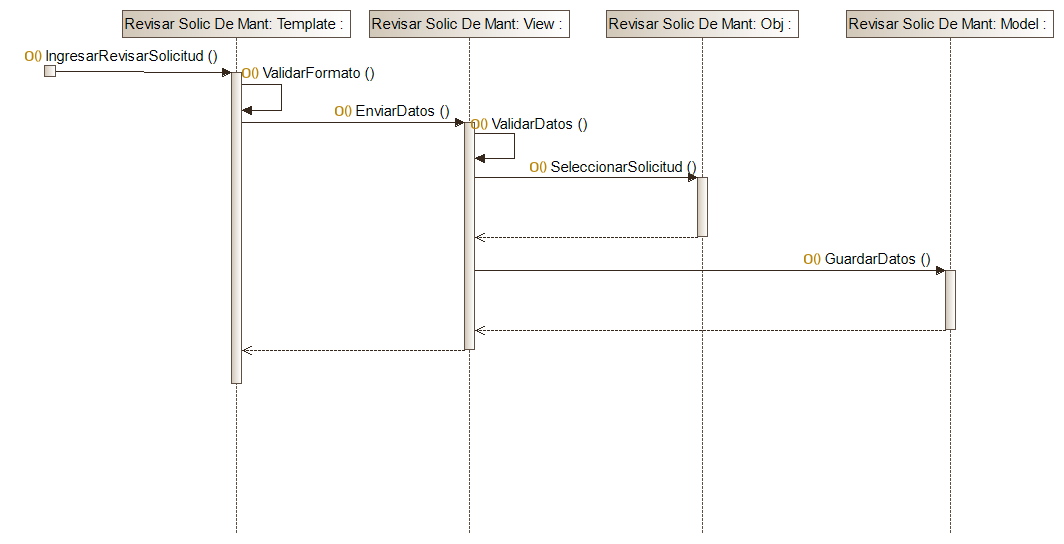 Revisar Solic De Mant: Template :
Revisar Solic De Mant: View :
Revisar Solic De Mant: Obj :
Revisar Solic De Mant: Model :
O() IngresarRevisarSolicitud ()
O() ValidarFormato ()
O() EnviarDatos ()
O() ValidarDatos ()
O() SeleccionarSolicitud ()
O() GuardarDatos ()